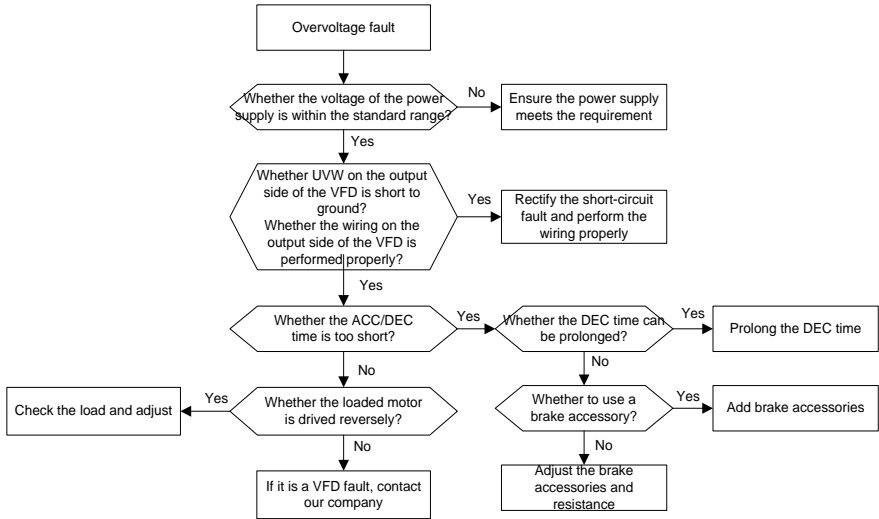 Overvoltage fault
Whether the voltage of the power
supply is within the standard range?
No
Ensure the power supply
meets the requirement
Yes
Whether UVW on the output
side of the VFD is short to
ground?
Whether the wiring on the
output side of the VFD is
performed properly?
Yes
Rectify the short-circuit
fault and perform the
wiring properly
Yes
Whether the ACC/DEC
time is too short?
Yes
Whether the DEC time can
be prolonged?
Yes
Prolong the DEC time
No
No
Check the load and adjust
Yes
Whether the loaded motor
is drived reversely?
Whether to use a
brake accessory?
Yes
Add brake accessories
No
No
If it is a VFD fault, contact
our company
Adjust the brake
accessories and
resistance